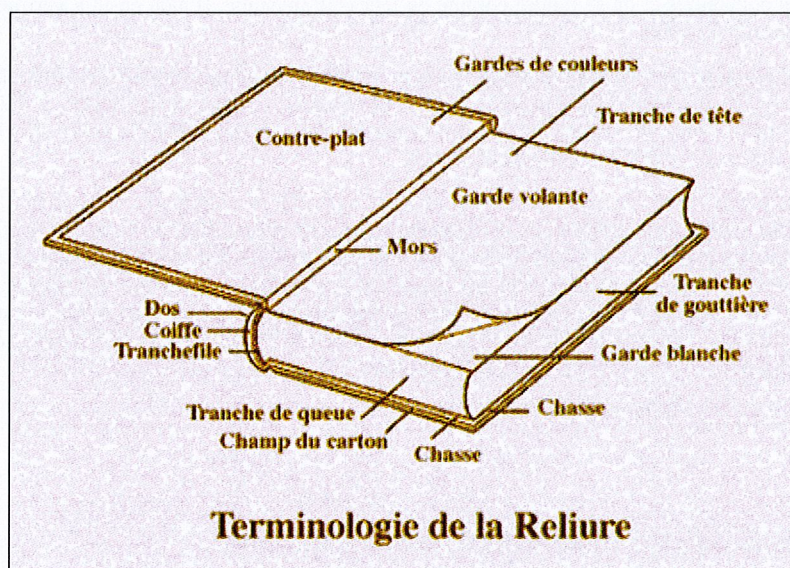 Gardes de couleurs
Tranche de tête
Contre-plat
Garde volante
Mors
Tranche
de gouttière
Dos
Coiffe
Tranchefile
Garde blanche
Tranche de queue
Chasse
Champ du carton
Chasse
Terminologie de la Reliure